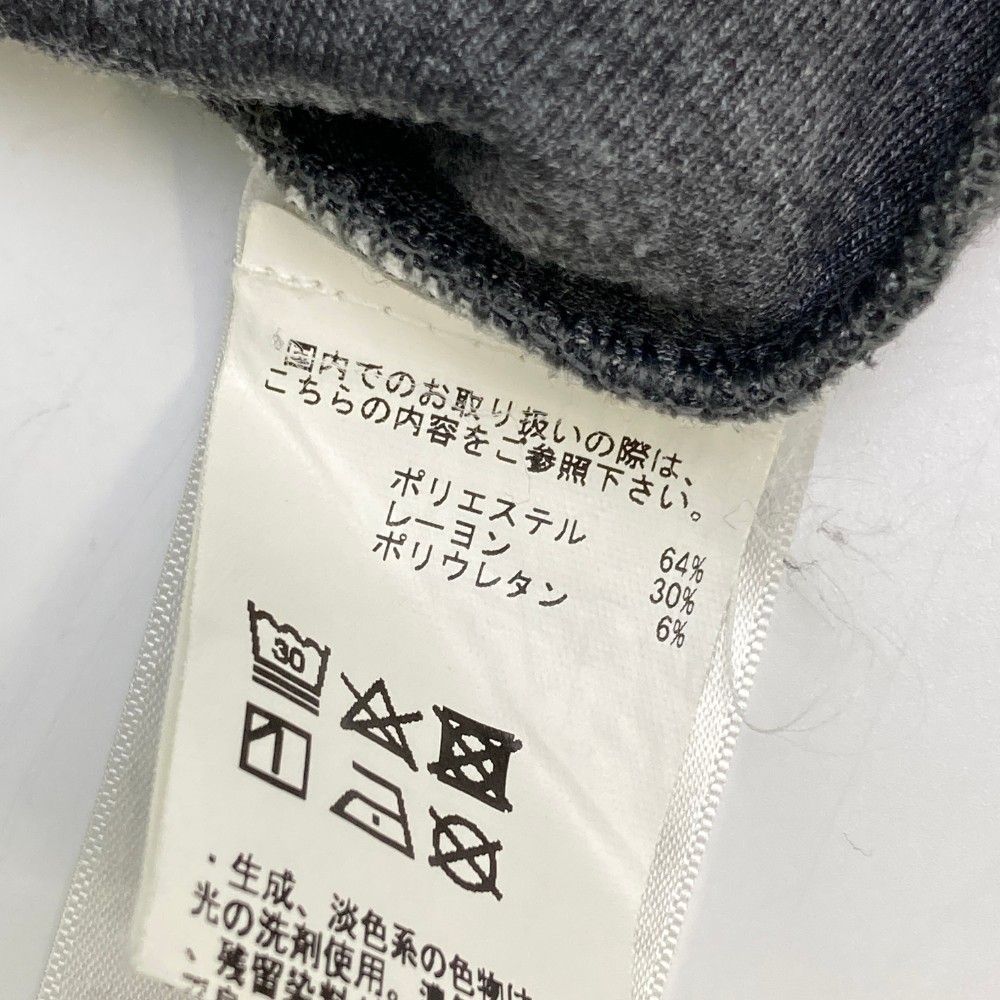 国内でのお取り扱いの際は、
こちらの内容をご参照下さい。
ポリエステル 64%
レーヨン 30%
ポリウレタン 6%
30
・生成、淡色系の色物は
光の洗剤使用。
・残留染料